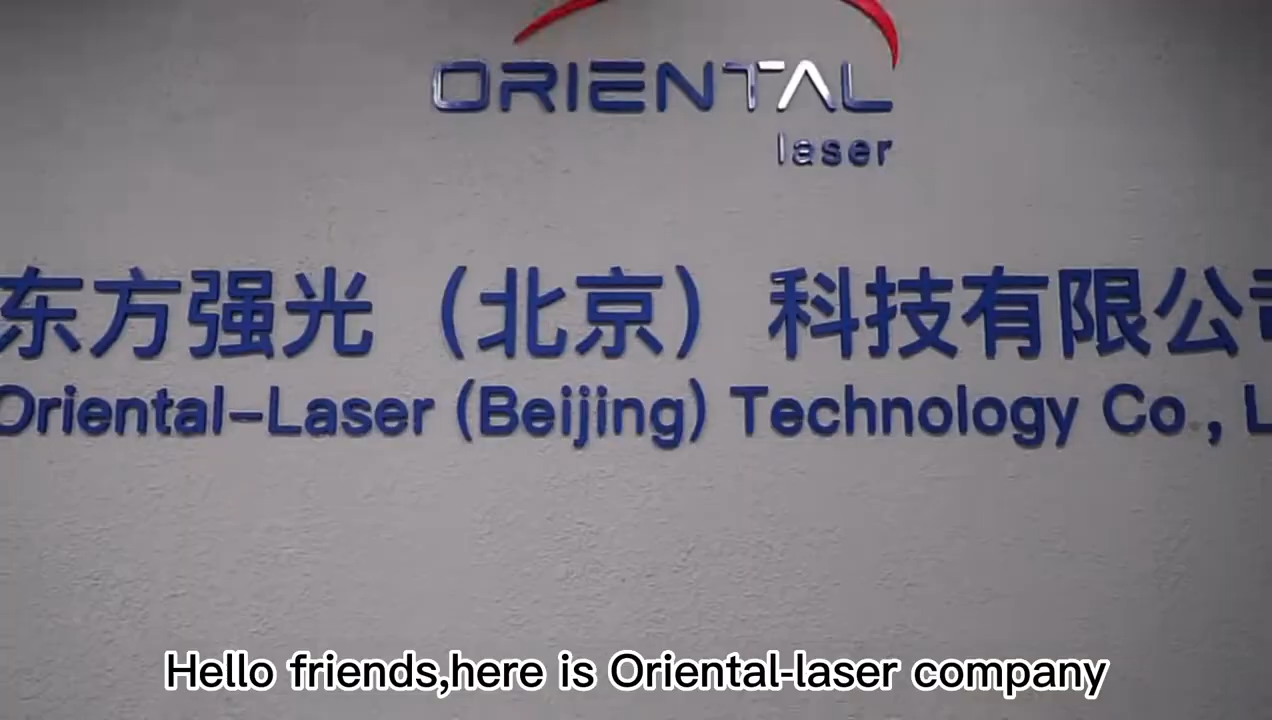 ORIENTAL
laser
东方强光（北京）科技有限公司
Oriental-Laser (Beijing) Technology Co., L
Hello friends,here is Oriental-laser company